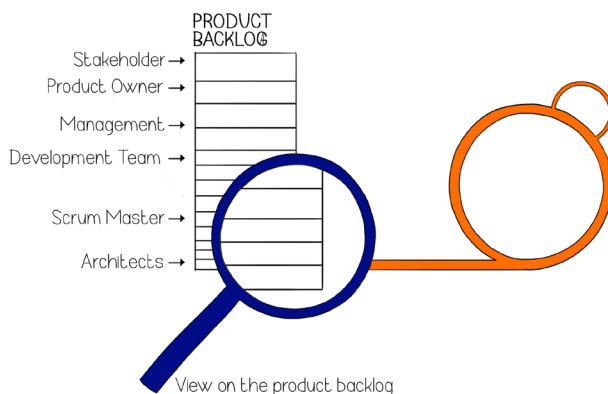 PRODUCT
BACKLOG
Stakeholder
Product Owner
Management
Development Team
Scrum Master
Architects
View on the product backlog